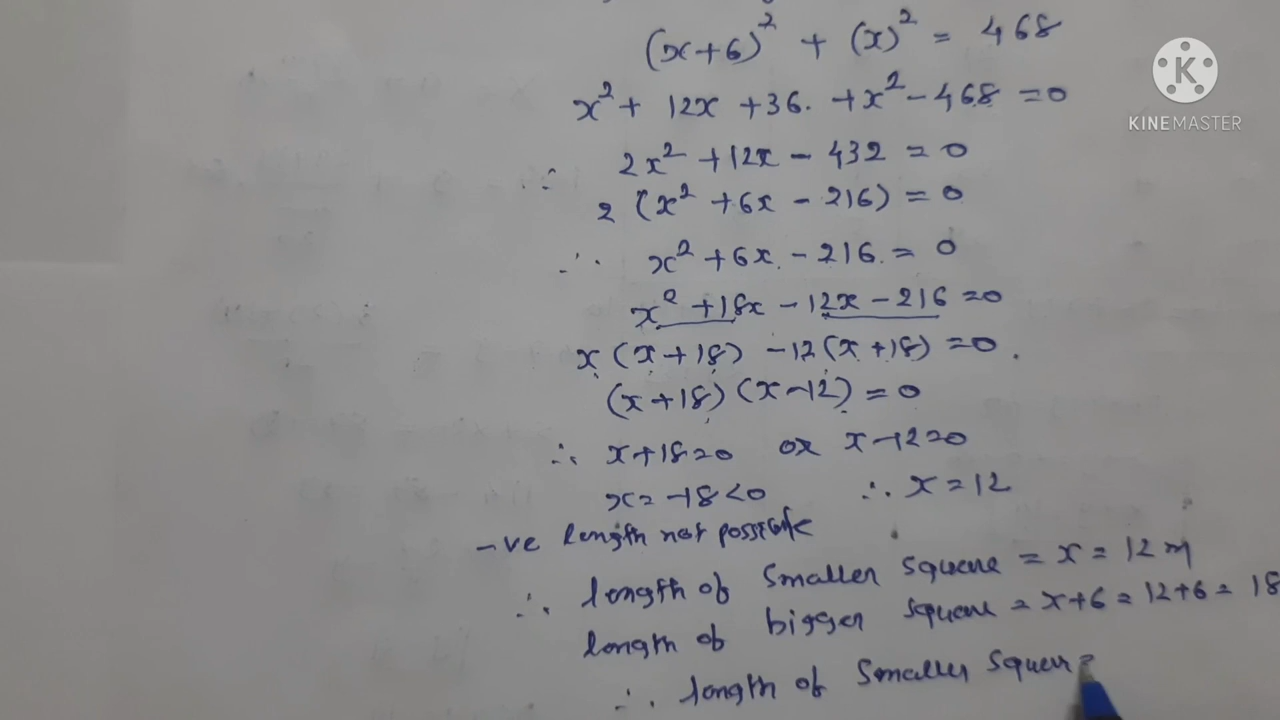 (x+6)² + (x)² = 468
x² + 12x + 36 + x² - 468 = 0
∴ 2x² + 12x - 432 = 0
2 (x² + 6x - 216) = 0
∴ x² + 6x - 216 = 0
x² + 18x - 12x - 216 = 0
x (x + 18) - 12 (x + 18) = 0.
(x + 18) (x - 12) = 0
∴ x + 18 = 0 or x - 12 = 0
x = -18 < 0 ∴ x = 12
-ve length not possible
∴ length of smaller square = x = 12 m
length of bigger square = x + 6 = 12 + 6 = 18
∴ length of smaller square
K
KINEMASTER